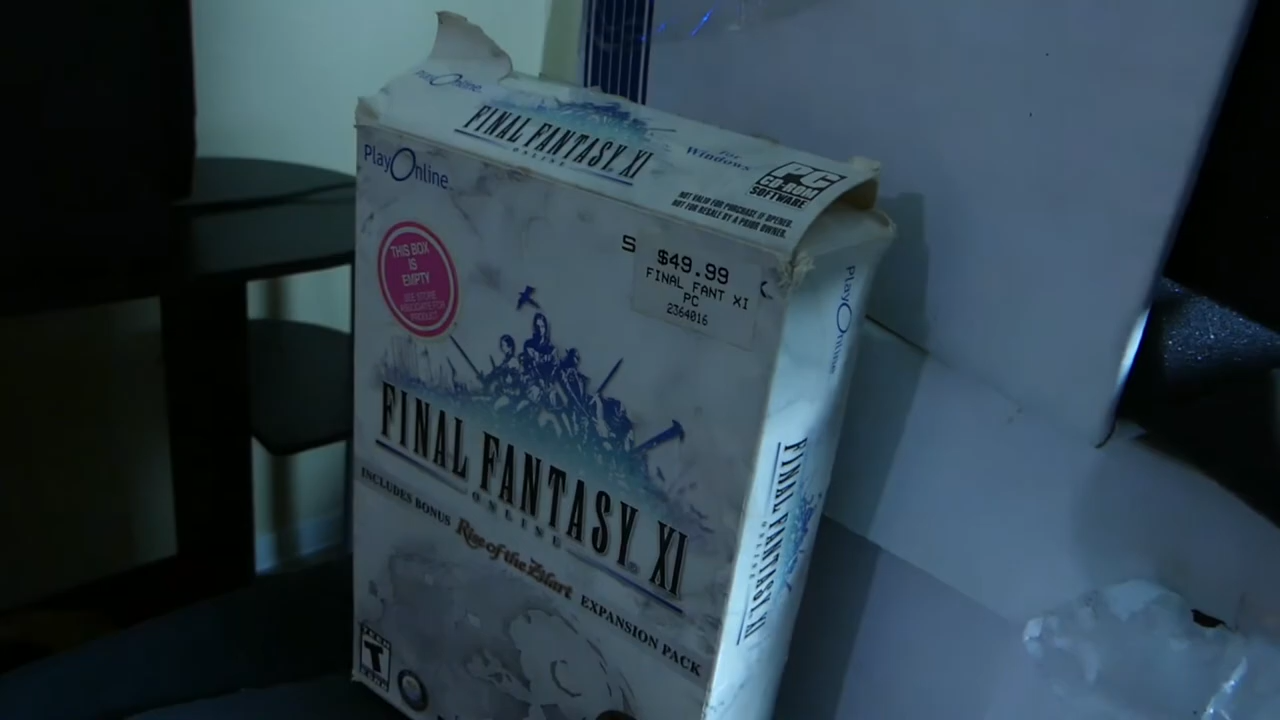 PlayOnline
FINAL FANTASY XI
ONLINE
for
Windows
PC
CD-ROM
SOFTWARE
NOT VALID FOR PURCHASE IF OPENED.
NOT FOR RESALE BY A PRIOR OWNER.
PlayOnline
THIS BOX
IS
EMPTY
SEE STORE
PRODUCT
S
$49.99
FINAL FANT XI
PC
2364016
FINAL FANTASY XI
ONLINE
INCLUDES BONUS Rise of the Zilart EXPANSION PACK
T
PlayOnline
FINAL FANTASY XI
ONLINE